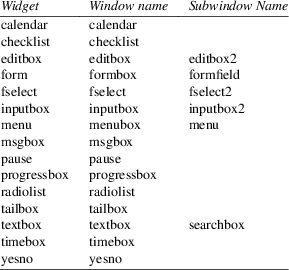 Widget Window name Subwindow Name
calendar calendar
checklist checklist
editbox editbox editbox2
form formbox formfield
fselect fselect fselect2
inputbox inputbox inputbox2
menu menubox menu
msgbox msgbox
pause pause
progressbox progressbox
radiolist radiolist
tailbox tailbox
textbox textbox searchbox
timebox timebox
yesno yesno